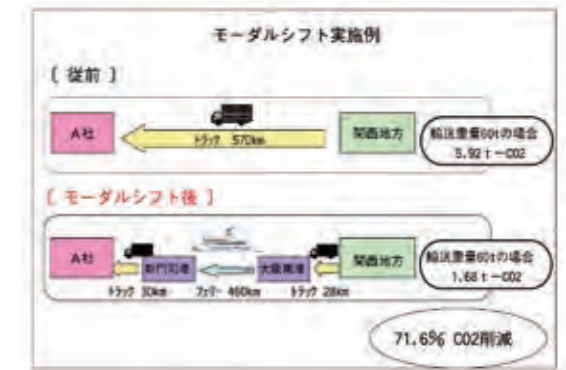 モーダルシフト実施例
[ 従前 ]
A社
トラック 570km
関西地方
輸送重量60tの場合
5.92t-CO2
[ モーダルシフト後 ]
A社
新門司港
大阪南港
関西地方
輸送重量60tの場合
1.68t-CO2
トラック 30km フェリー 460km トラック 28km
71.6% CO2削減